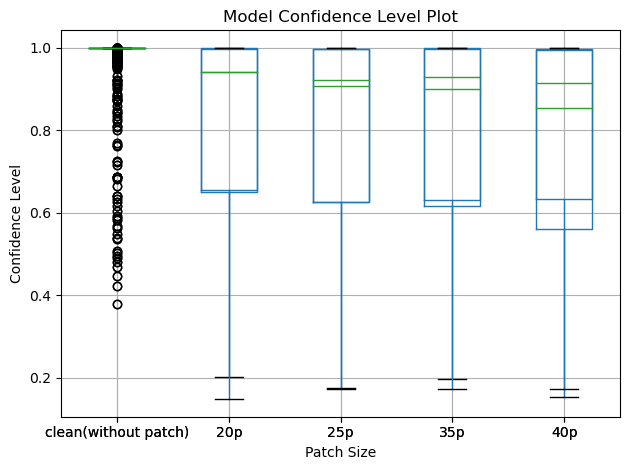 Model Confidence Level Plot
1.0
0.8
0.6
0.4
0.2
Confidence Level
clean(without patch) 20p 25p 35p 40p
Patch Size